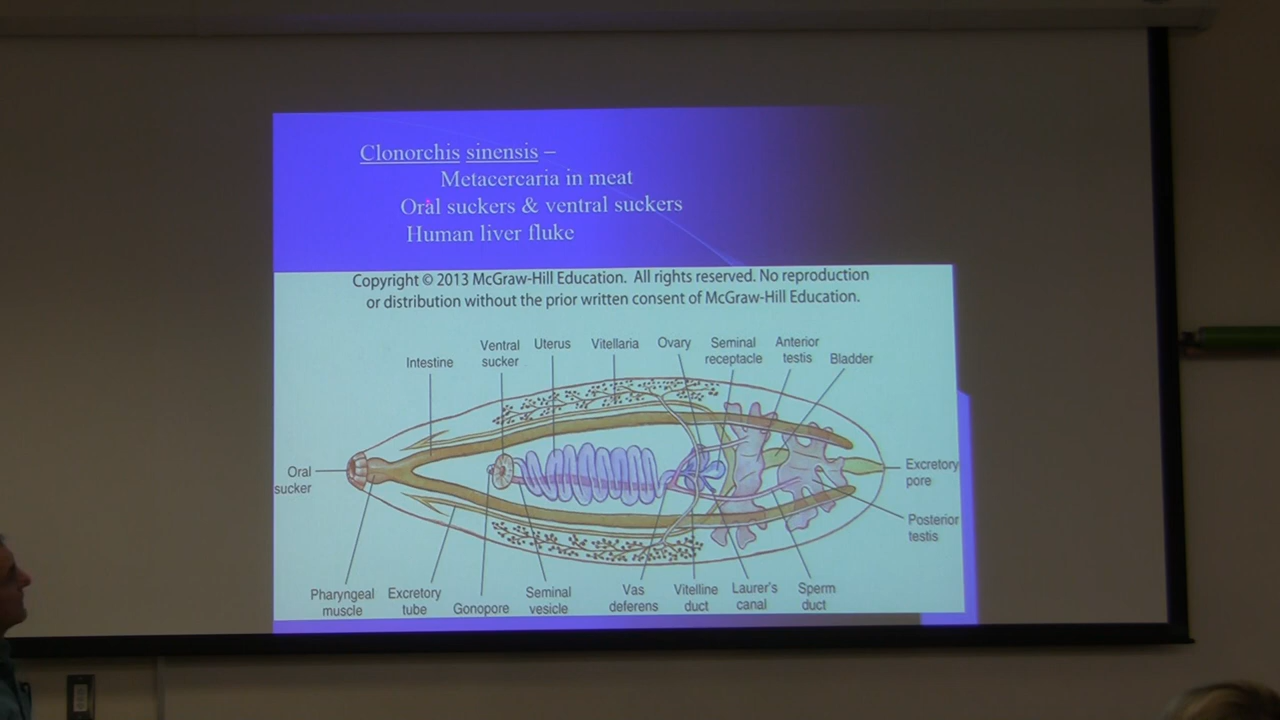 Clonorchis sinensis –
Metacercaria in meat
Oral suckers & ventral suckers
Human liver fluke
Copyright © 2013 McGraw-Hill Education. All rights reserved. No reproduction
or distribution without the prior written consent of McGraw-Hill Education.
Intestine
Ventral
sucker
Uterus
Vitellaria
Ovary
Seminal
receptacle
Anterior
testis
Bladder
Oral
sucker
Excretory
pore
Posterior
testis
Pharyngeal
muscle
Excretory
tube
Gonopore
Seminal
vesicle
Vas
deferens
Vitelline
duct
Laurer's
canal
Sperm
duct